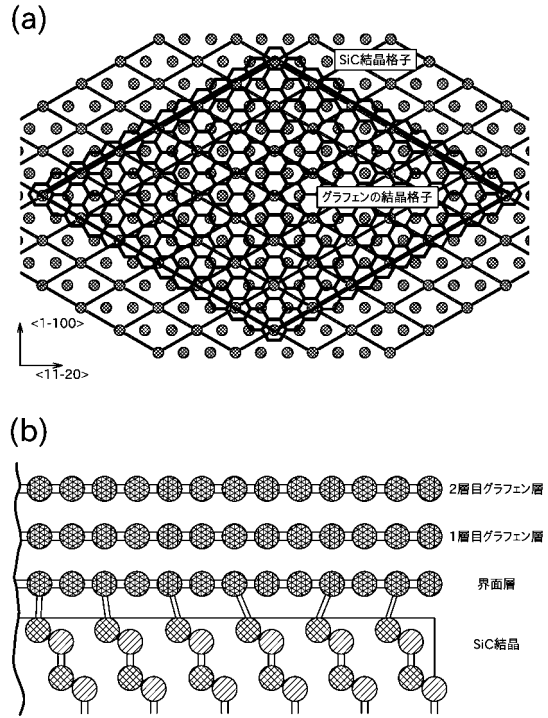 (a)
SiC結晶格子
グラフェンの結晶格子
<1-100>
<11-20>
(b)
2層目グラフェン層
1層目グラフェン層
界面層
SiC結晶